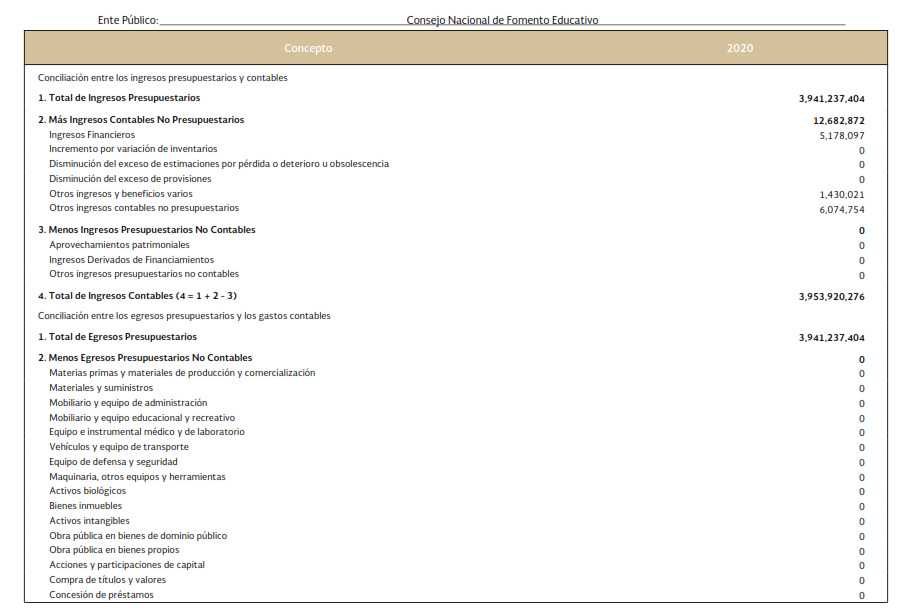 Ente Público: Consejo Nacional de Fomento Educativo
Concepto 2020
Conciliación entre los ingresos presupuestarios y contables
1. Total de Ingresos Presupuestarios 3,941,237,404
2. Más Ingresos Contables No Presupuestarios 12,682,872
Ingresos Financieros 5,178,097
Incremento por variación de inventarios 0
Disminución del exceso de estimaciones por pérdida o deterioro u obsolescencia 0
Disminución del exceso de provisiones 0
Otros ingresos y beneficios varios 1,430,021
Otros ingresos contables no presupuestarios 6,074,754
3. Menos Ingresos Presupuestarios No Contables 0
Aprovechamientos patrimoniales 0
Ingresos Derivados de Financiamientos 0
Otros ingresos presupuestarios no contables 0
4. Total de Ingresos Contables (4 = 1 + 2 - 3) 3,953,920,276
Conciliación entre los egresos presupuestarios y los gastos contables
1. Total de Egresos Presupuestarios 3,941,237,404
2. Menos Egresos Presupuestarios No Contables 0
Materias primas y materiales de producción y comercialización 0
Materiales y suministros 0
Mobiliario y equipo de administración 0
Mobiliario y equipo educacional y recreativo 0
Equipo e instrumental médico y de laboratorio 0
Vehículos y equipo de transporte 0
Equipo de defensa y seguridad 0
Maquinaria, otros equipos y herramientas 0
Activos biológicos 0
Bienes inmuebles 0
Activos intangibles 0
Obra pública en bienes de dominio público 0
Obra pública en bienes propios 0
Acciones y participaciones de capital 0
Compra de títulos y valores 0
Concesión de préstamos 0